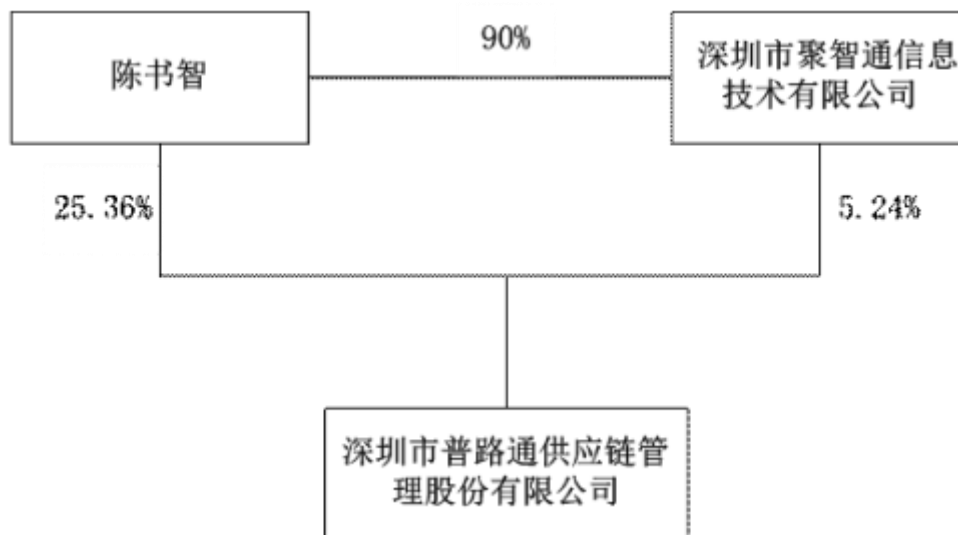 90%
陈书智
深圳市聚智通信息
技术有限公司
25.36%
5.24%
深圳市普路通供应链管
理股份有限公司